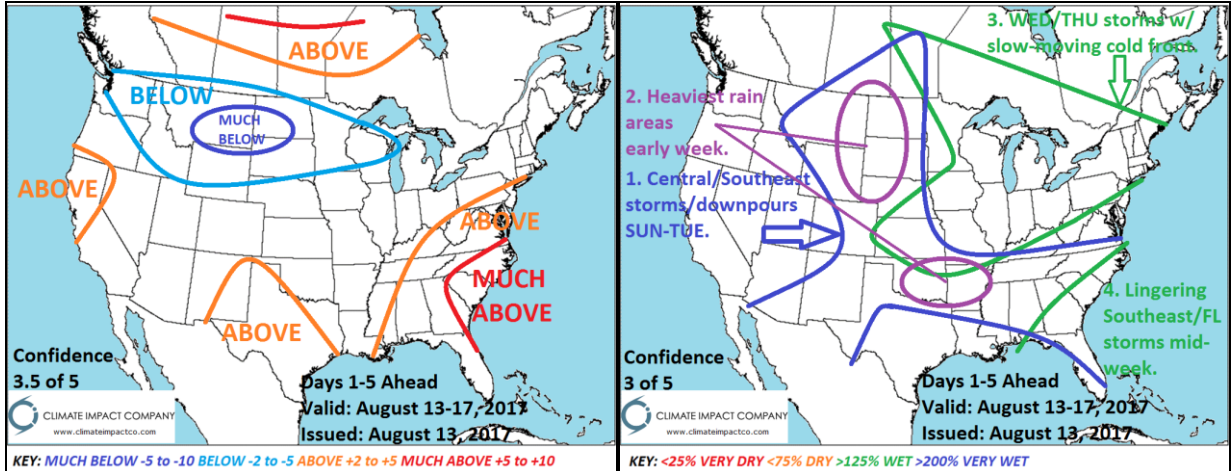 ABOVE
BELOW
MUCH
BELOW
ABOVE
ABOVE
MUCH
ABOVE
ABOVE
Confidence
3.5 of 5
Days 1-5 Ahead
Valid: August 13-17, 2017
Issued: August 13, 2017
CLIMATE IMPACT COMPANY
www.climateimpactco.com
KEY: MUCH BELOW -5 to -10 BELOW -2 to -5 ABOVE +2 to +5 MUCH ABOVE +5 to +10
3. WED/THU storms w/
slow-moving cold front.
2. Heaviest rain
areas
early week.
1. Central/Southeast
storms/downpours
SUN-TUE.
4. Lingering
Southeast/FL
storms mid-
week.
Confidence
3 of 5
Days 1-5 Ahead
Valid: August 13-17, 2017
Issued: August 13, 2017
CLIMATE IMPACT COMPANY
www.climateimpactco.com
KEY: <25% VERY DRY <75% DRY >125% WET >200% VERY WET